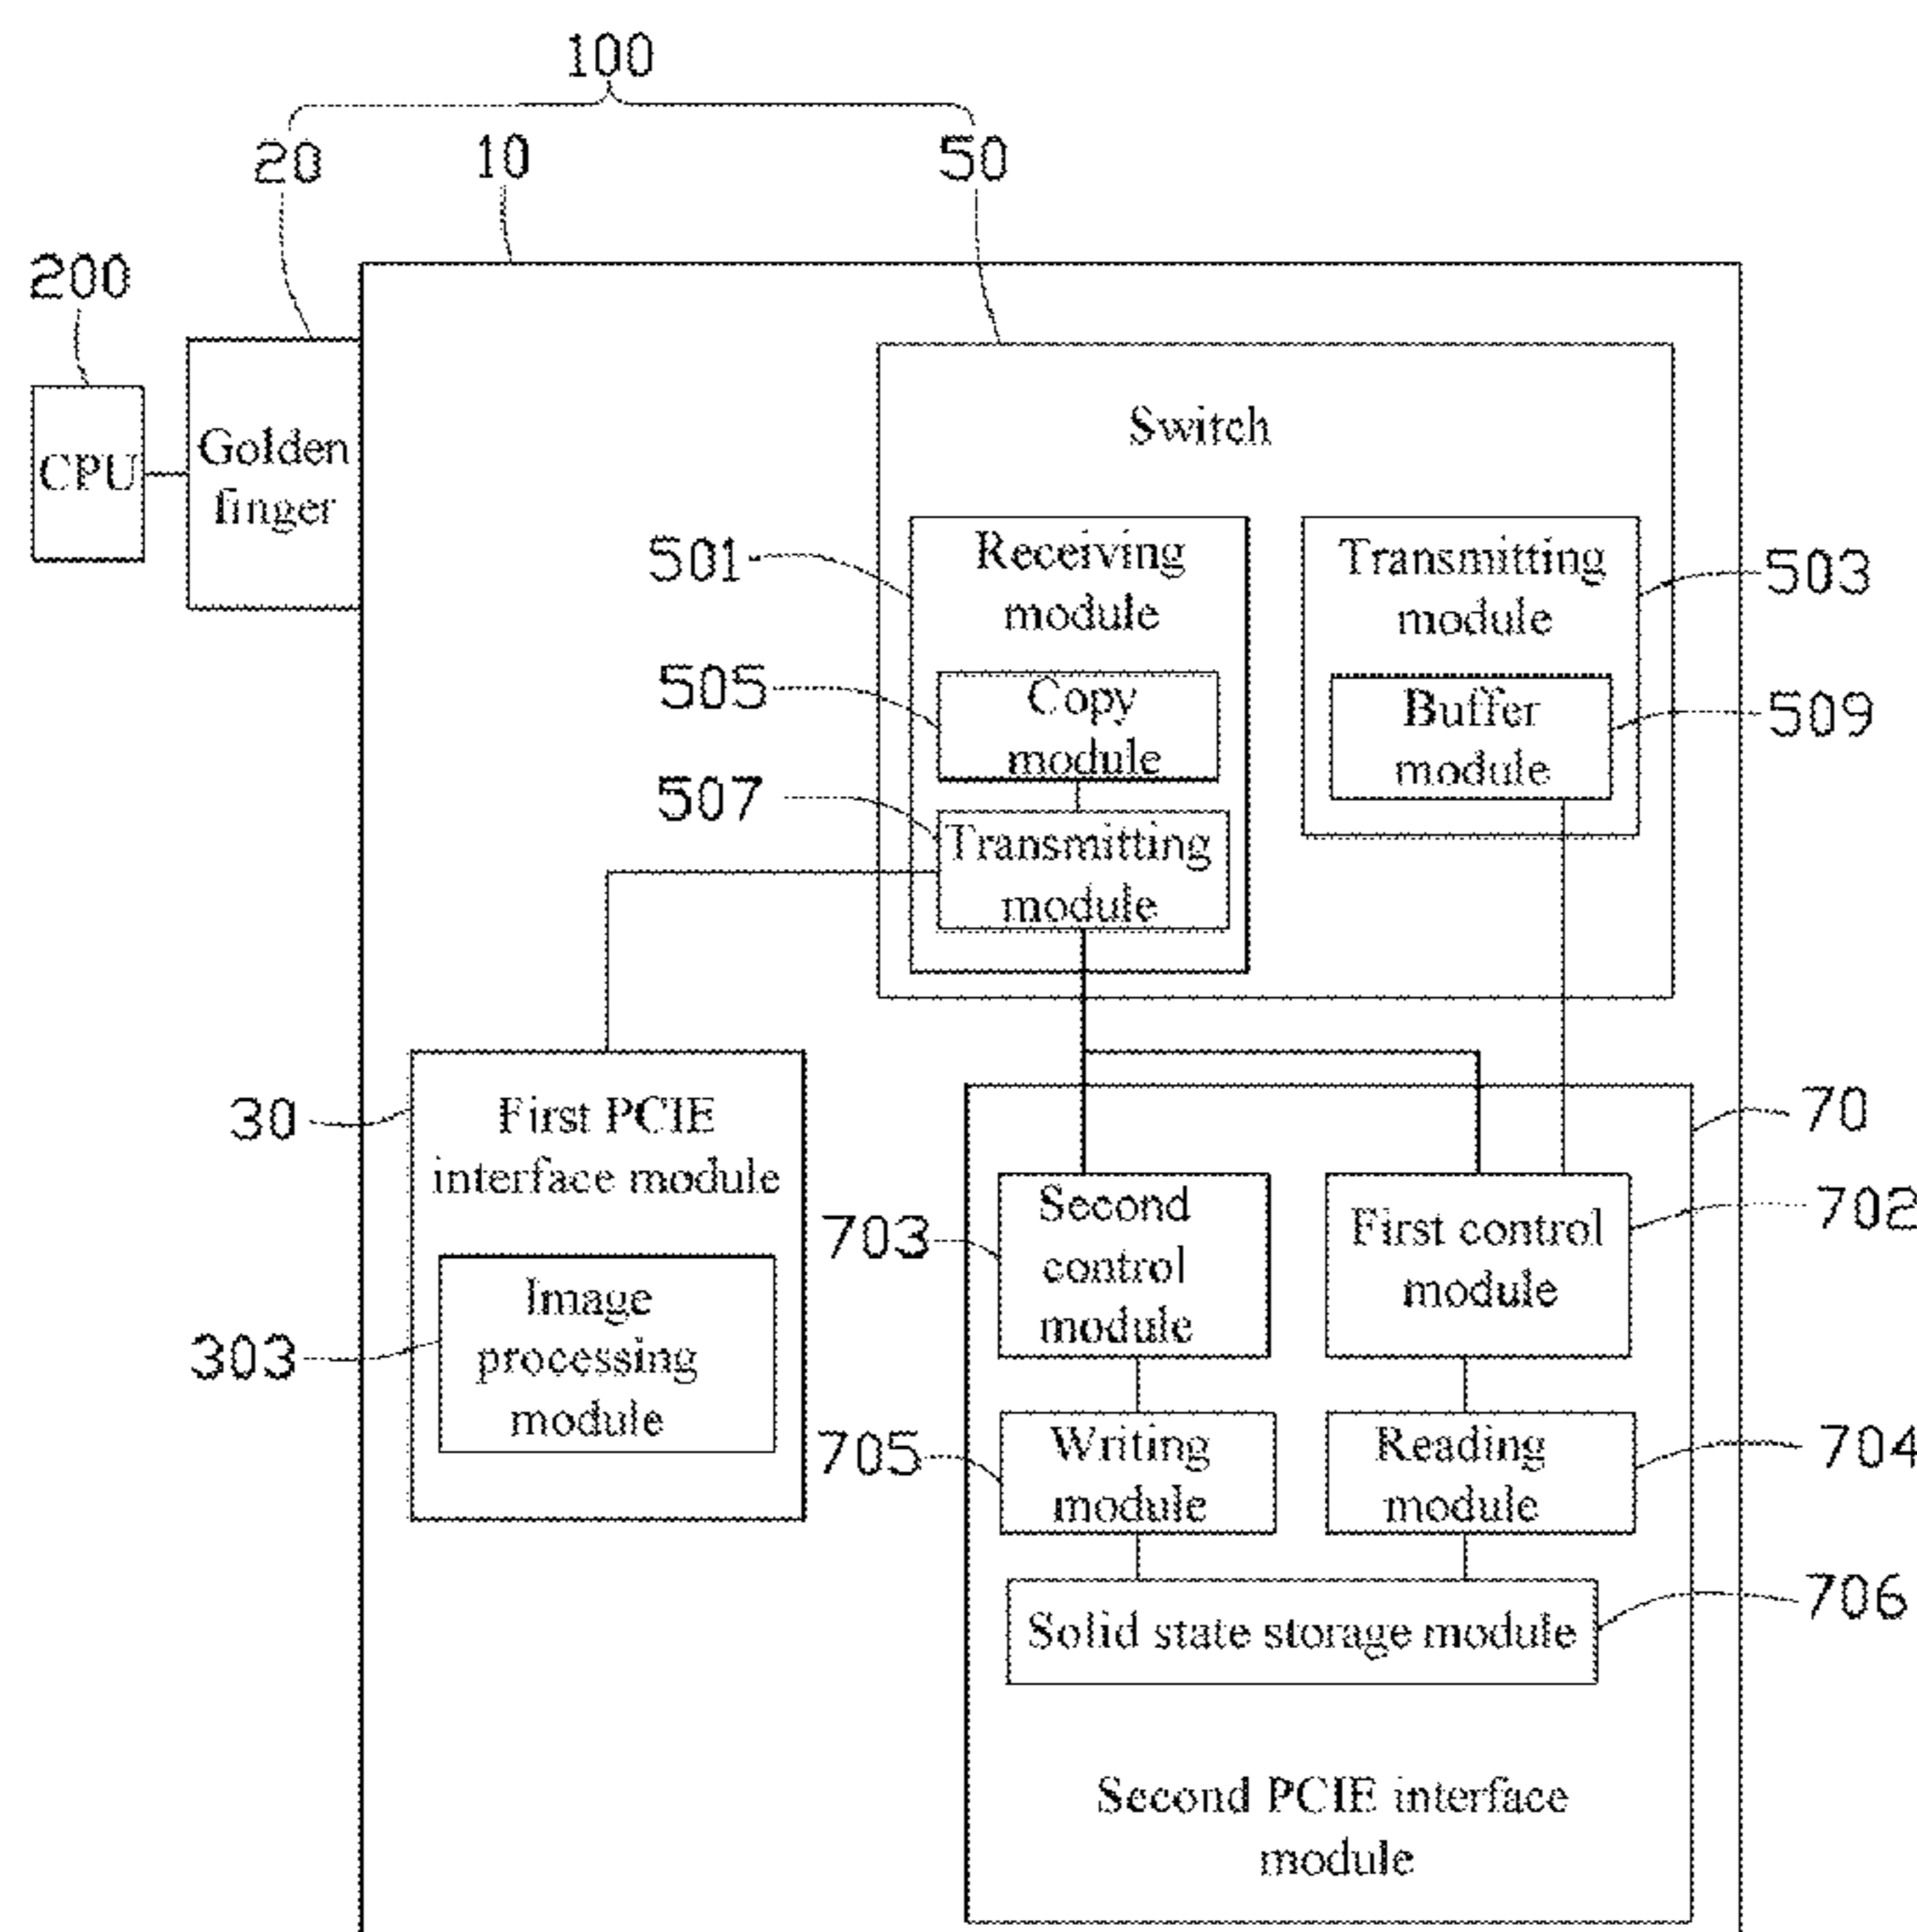 100
20
10
50
200
CPU
Golden
finger
Switch
501
Receiving
module
Transmitting
module
503
505
Copy
module
Buffer
module
509
507
Transmitting
module
30
First PCIE
interface module
70
703
Second
control
module
First control
module
702
303
Image
processing
module
705
Writing
module
Reading
module
704
Solid state storage module
706
Second PCIE interface
module